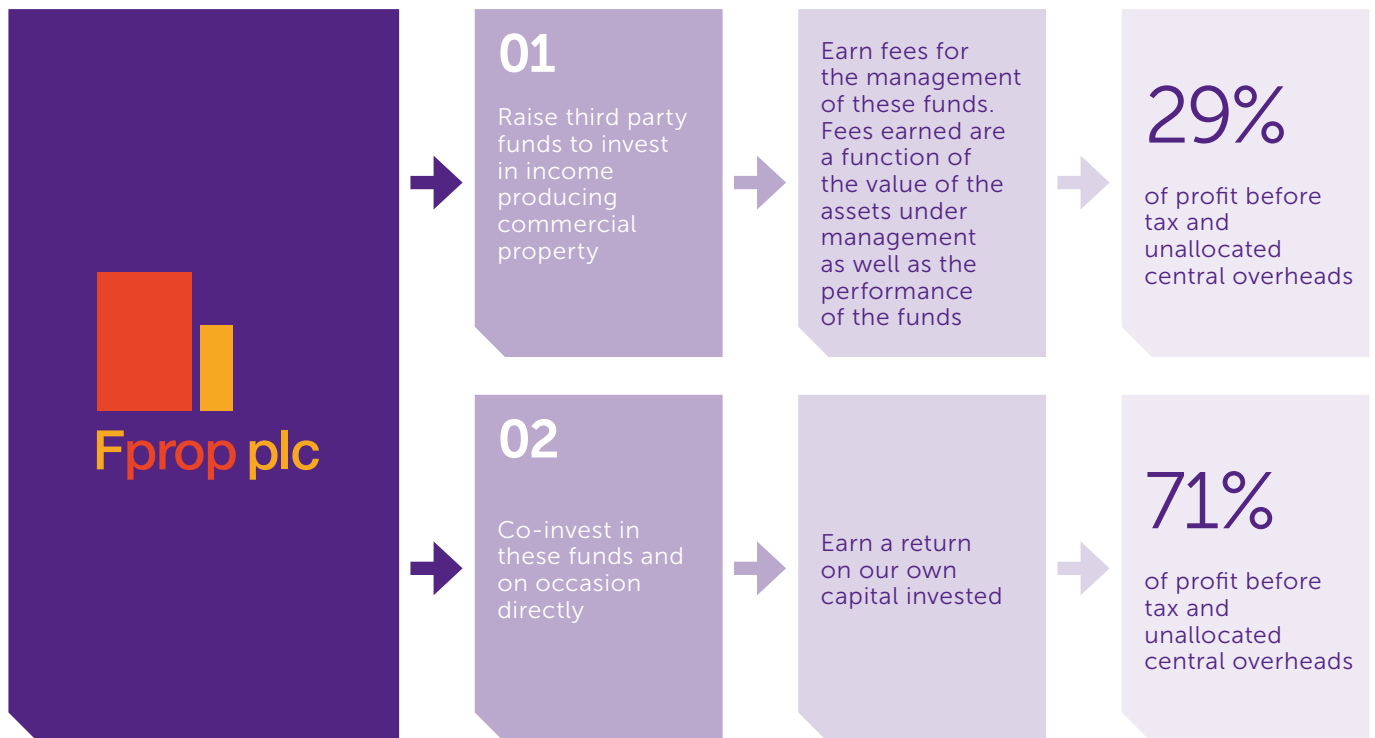 Fprop plc
01
Raise third party
funds to invest
in income
producing
commercial
property
Earn fees for
the management
of these funds.
Fees earned are
a function of
the value of the
assets under
management
as well as the
performance
of the funds
29%
of profit before
tax and
unallocated
central overheads
02
Co-invest in
these funds and
on occasion
directly
Earn a return
on our own
capital invested
71%
of profit before
tax and
unallocated
central overheads